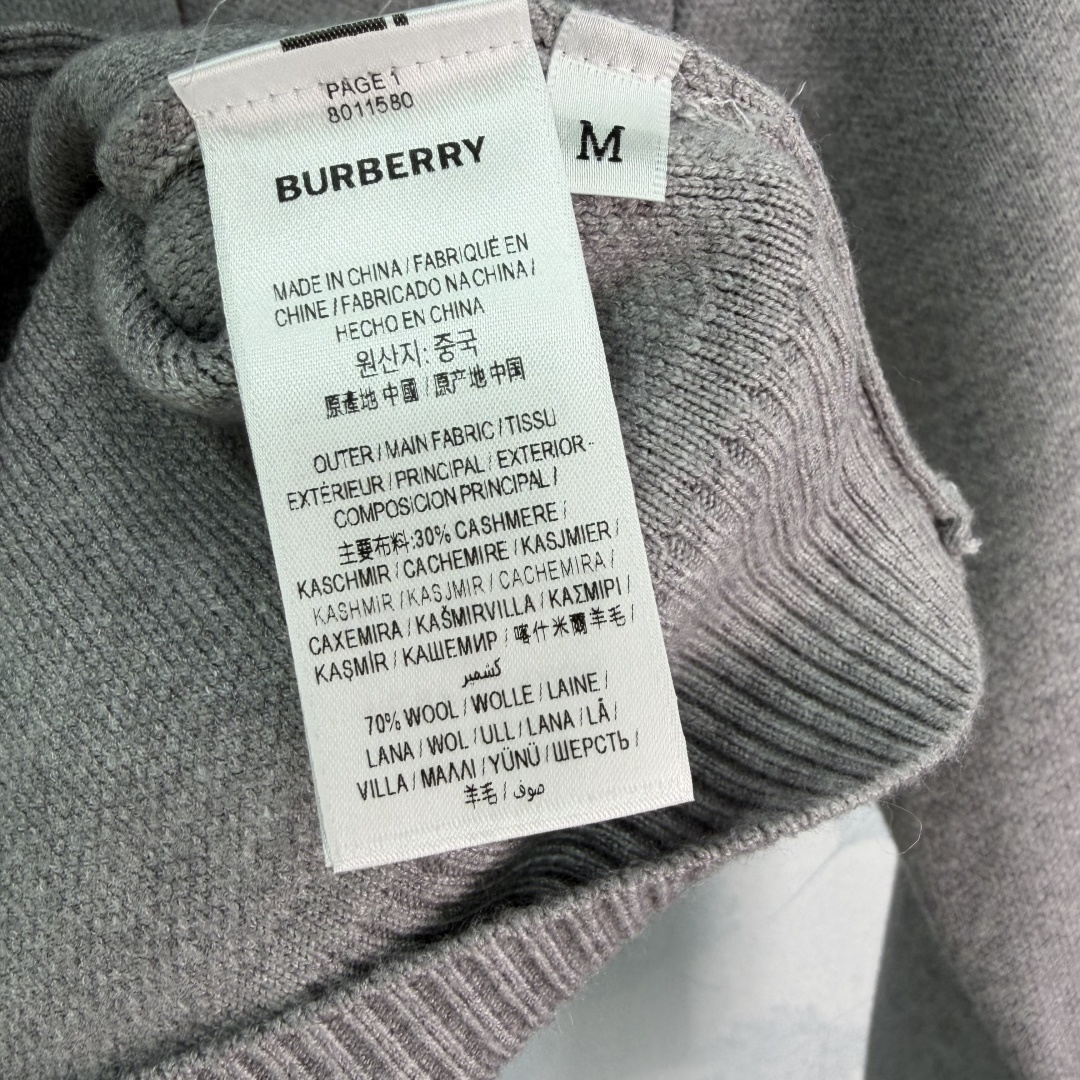 PAGE 1
8011580
BURBERRY
M
MADE IN CHINA / FABRIQUÉ EN
CHINE / FABRICADO NA CHINA /
HECHO EN CHINA
원산지: 중국
原產地 中國 / 原产地 中国
OUTER / MAIN FABRIC / TISSU
EXTÉRIEUR / PRINCIPAL / EXTERIOR -
COMPOSICION PRINCIPAL /
主要布料:30% CASHMERE /
KASCHMIR / CACHEMIRE / KASJMIER /
KASHMIR / KASJMIR / CACHEMIRA /
CAXEMIRA / KAŠMIRVILLA / ΚΑΣΜΙΡΙ /
KAŞMİR / КАШЕМИР / 喀什米爾羊毛 /
كشمير
70% WOOL / WOLLE / LAINE /
LANA / WOL / ULL / LANA / LÃ /
VILLA / ΜΑΛΛΙ / YÜNÜ / ШЕРСТЬ /
羊毛 / صوف